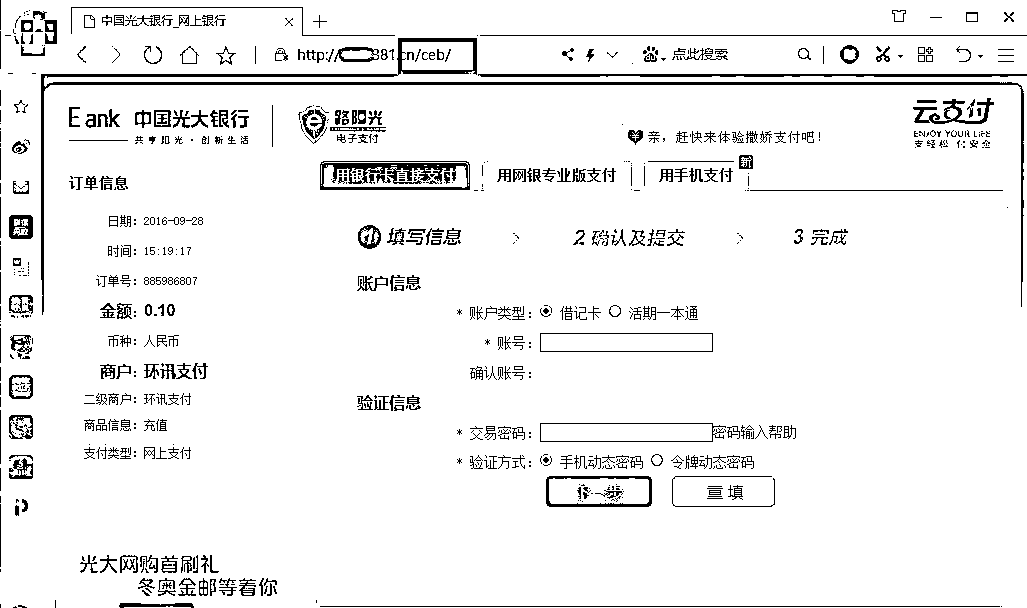 中国光大银行_网上银行
http:// 381.cn/ceb/
点此搜索
E ank 中国光大银行
共享阳光·创新生活
阳光
电子支付
亲，赶快来体验撒娇支付吧！
云支付
ENJOY YOUR LIFE
支轻松 付安全
用银行卡直接支付
用网银专业版支付
用手机支付
新
订单信息
日期：2016-09-28
时间：15:19:17
订单号：885986807
金额：0.10
币种：人民币
商户：环讯支付
二级商户：环讯支付
商品信息：充值
支付类型：网上支付
填写信息
2 确认及提交
3 完成
账户信息
* 账户类型： 借记卡 活期一本通
* 账号：
确认账号：
验证信息
* 交易密码： 密码输入帮助
* 验证方式： 手机动态密码 令牌动态密码
下一步
重 填
光大网购首刷礼
冬奥金邮等着你